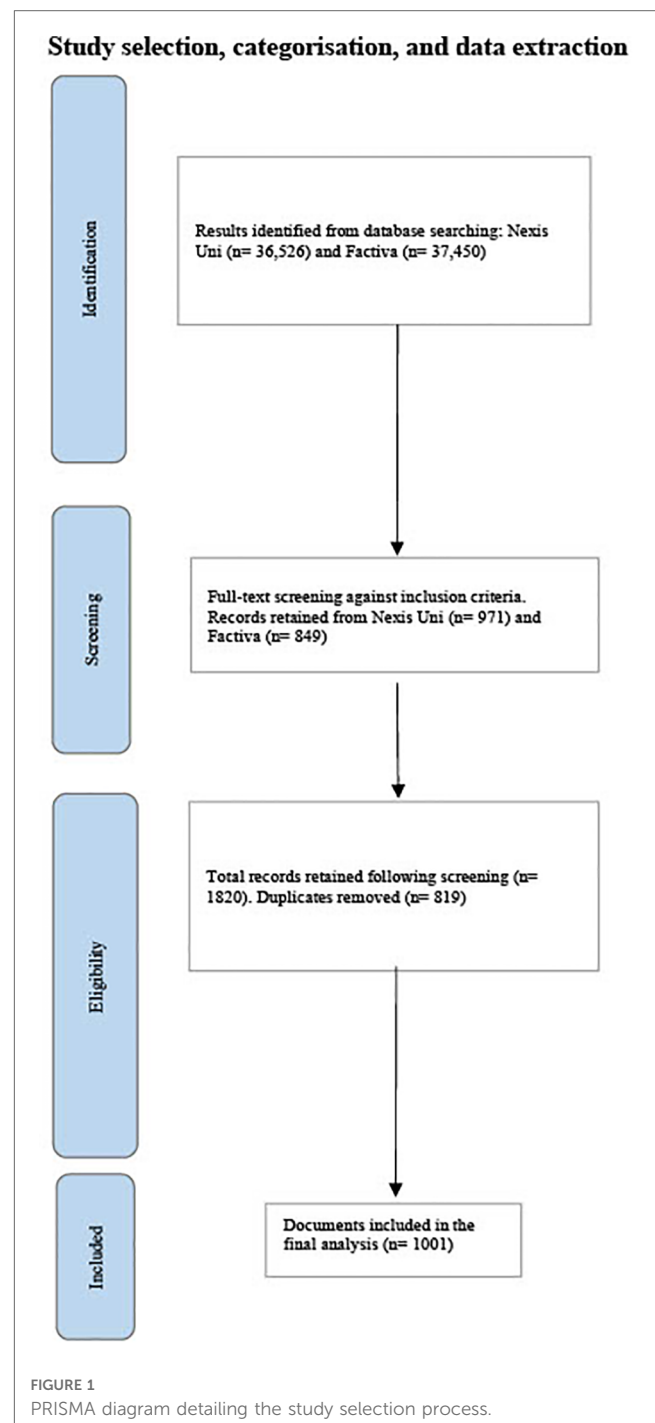 Study selection, categorisation, and data extraction
Identification
Results identified from database searching: Nexis
Uni (n= 36,526) and Factiva (n= 37,450)
Screening
Full-text screening against inclusion criteria.
Records retained from Nexis Uni (n= 971) and
Factiva (n= 849)
Eligibility
Total records retained following screening (n=
1820). Duplicates removed (n= 819)
Included
Documents included in the
final analysis (n= 1001)
FIGURE 1
PRISMA diagram detailing the study selection process.